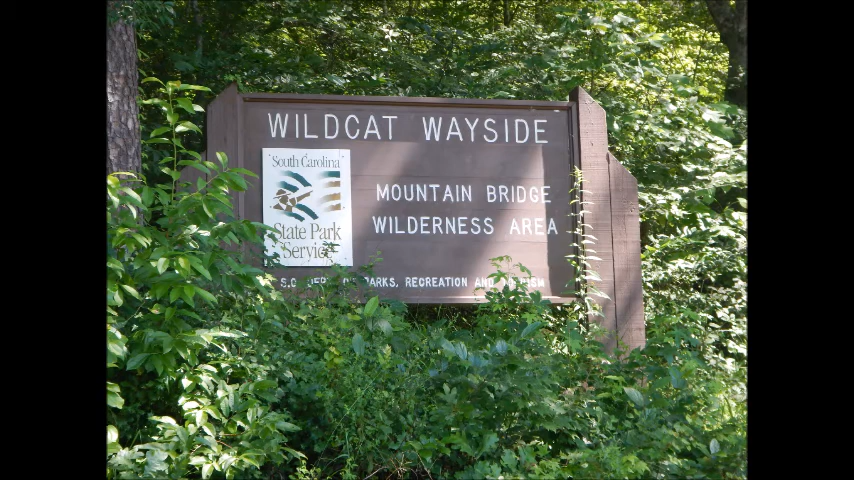 WILDCAT WAYSIDE
South Carolina
State Park
Service
MOUNTAIN BRIDGE
WILDERNESS AREA
S.C. PARKS, RECREATION AND